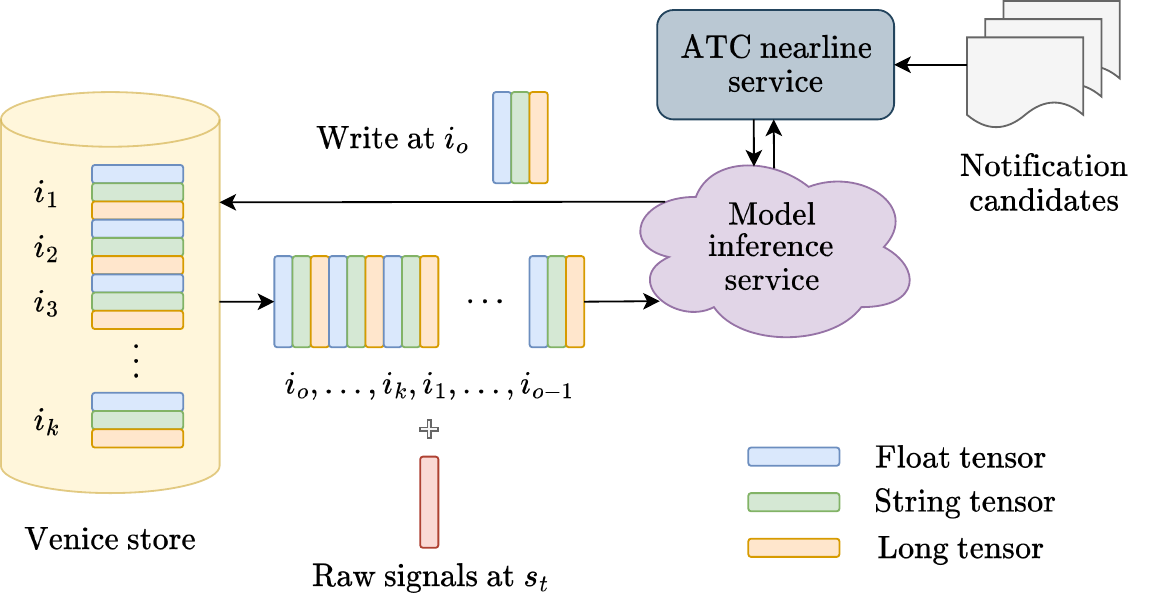 ATC nearline
service
Write at i_o
Notification
candidates
i_1
i_2
i_3
⋮
i_k
Model
inference
service
⋯
i_o, ..., i_k, i_1, ..., i_{o−1}
+
Float tensor
String tensor
Long tensor
Venice store
Raw signals at s_t